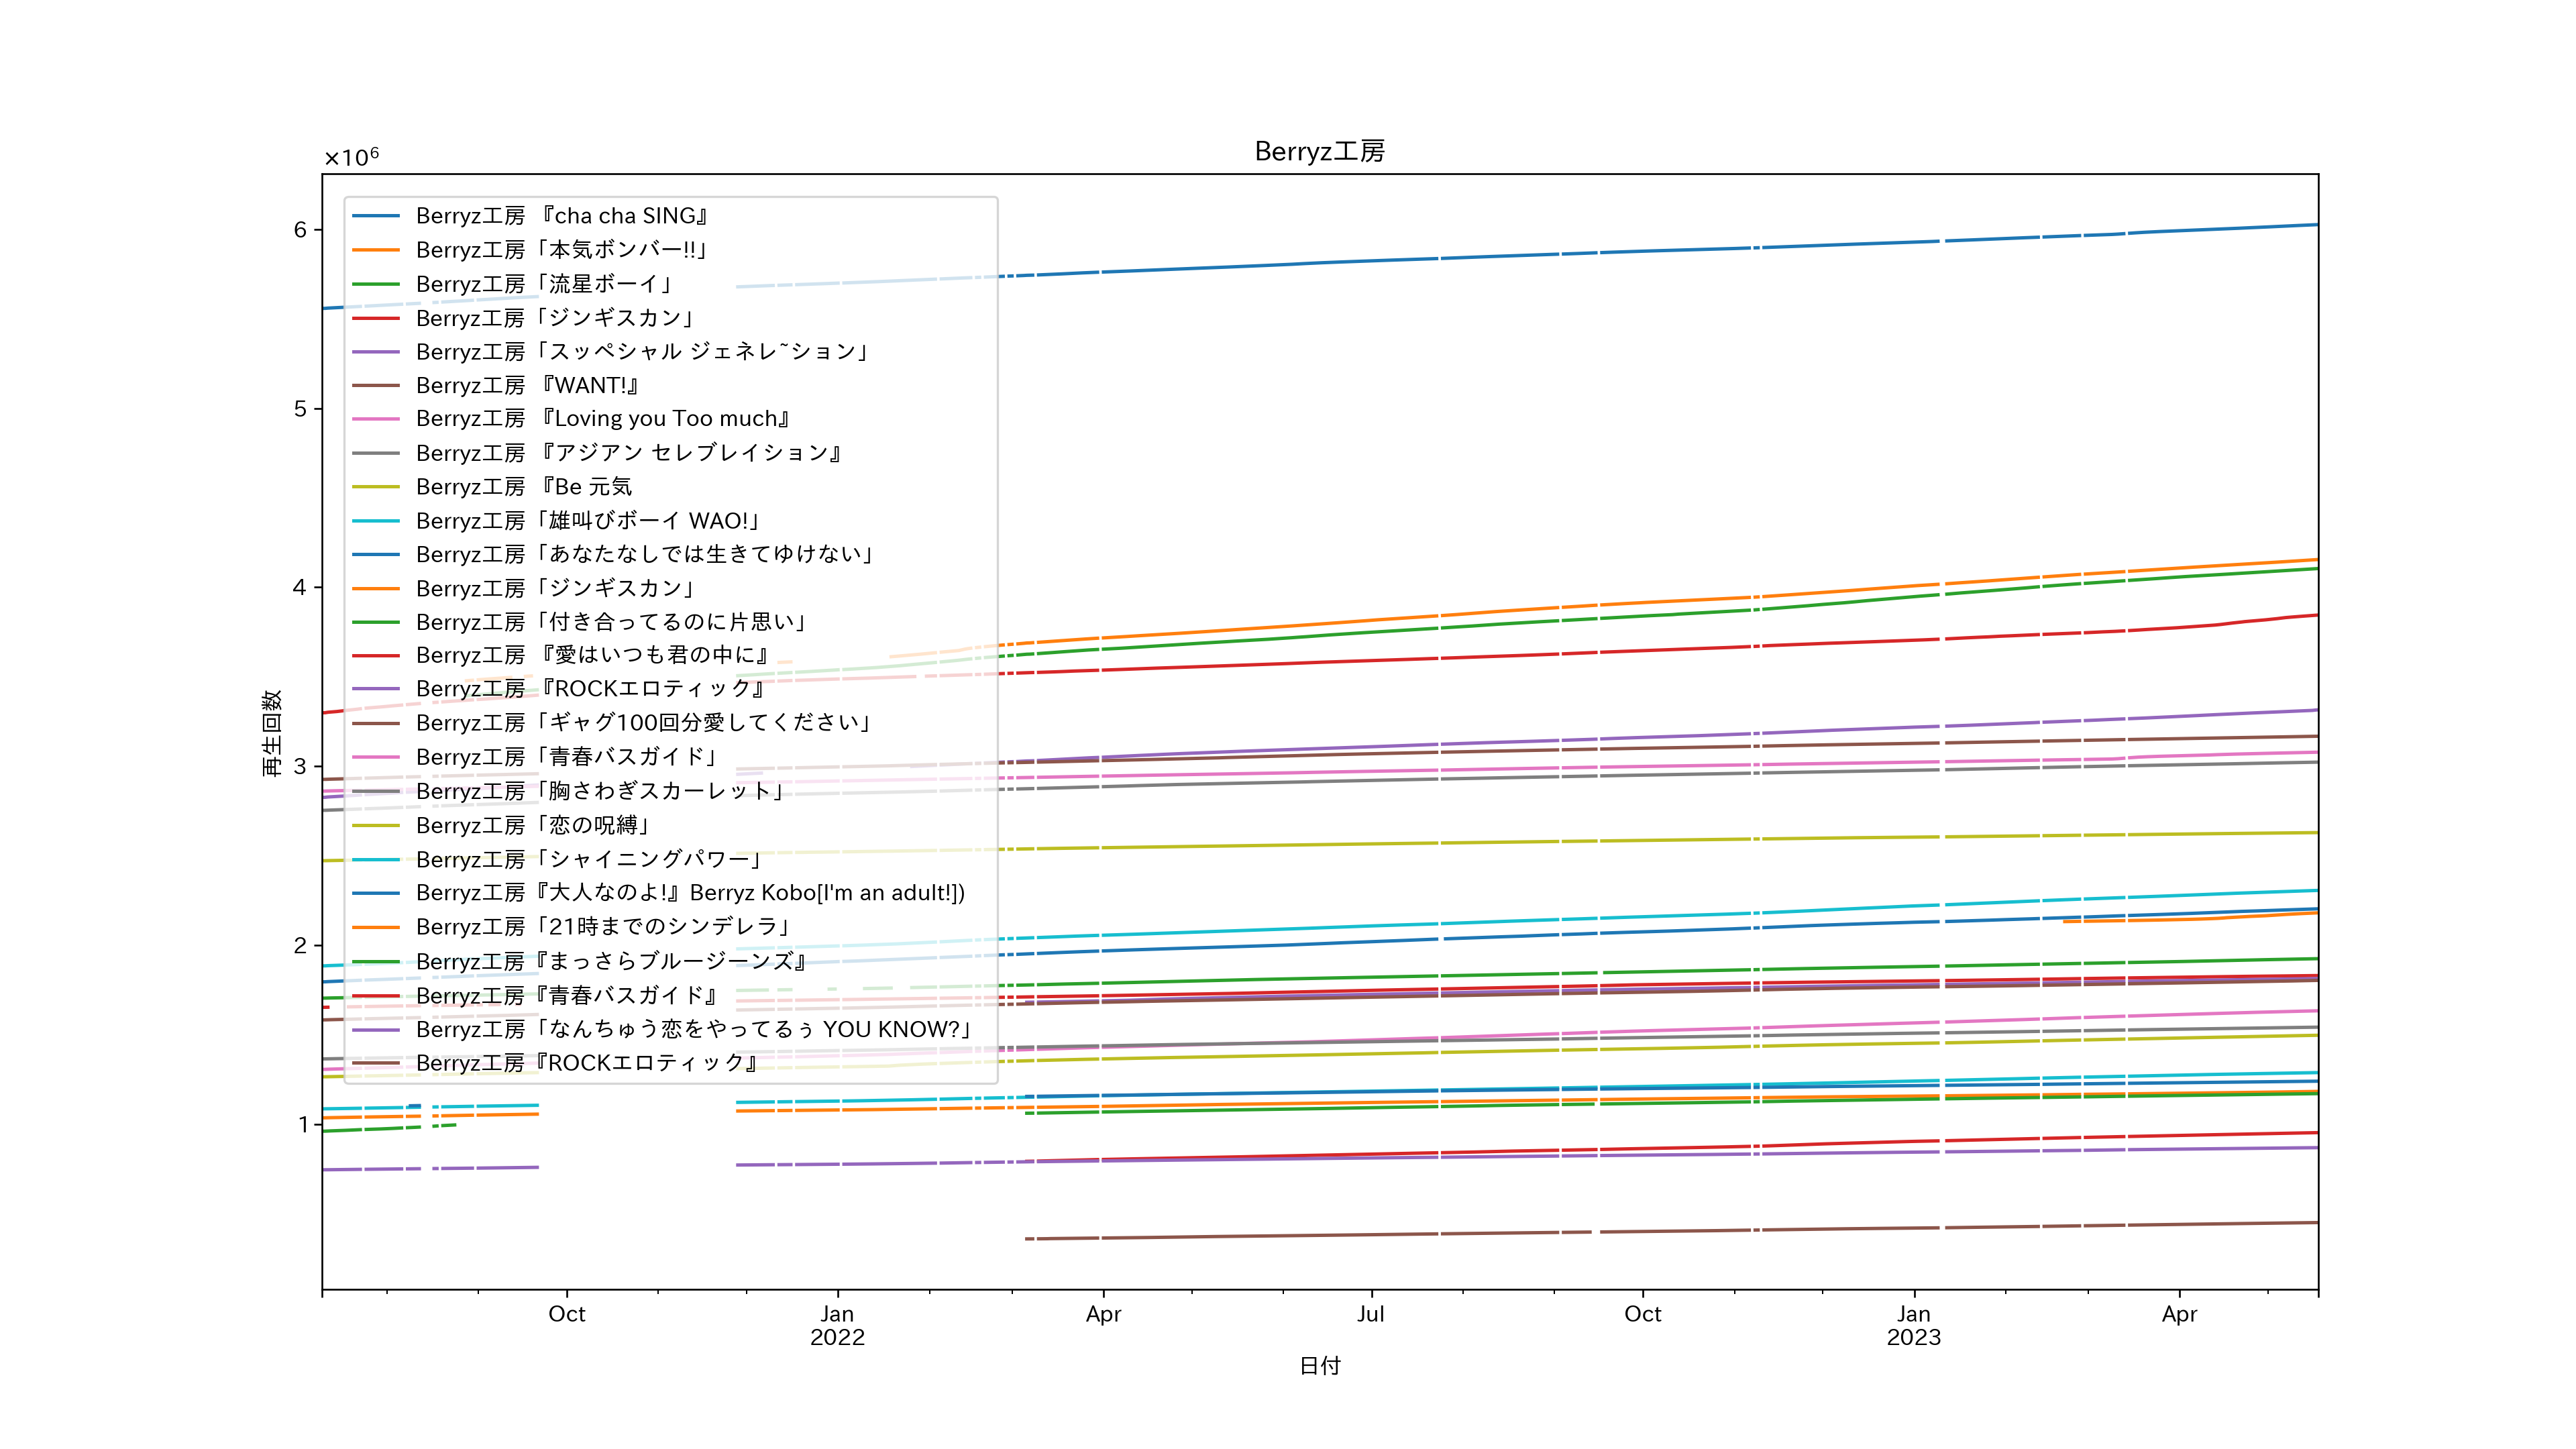 Berryz工房
×10⁶
Berryz工房 『cha cha SING』
Berryz工房「本気ボンバー!!」
Berryz工房「流星ボーイ」
Berryz工房「ジンギスカン」
Berryz工房「スッペシャル ジェネレ~ション」
Berryz工房 『WANT!』
Berryz工房 『Loving you Too much』
Berryz工房 『アジアン セレブレイション』
Berryz工房 『Be 元気
Berryz工房「雄叫びボーイ WAO!」
Berryz工房「あなたなしでは生きてゆけない」
Berryz工房「ジンギスカン」
Berryz工房「付き合ってるのに片思い」
Berryz工房 『愛はいつも君の中に』
Berryz工房 『ROCKエロティック』
Berryz工房「ギャグ100回分愛してください」
Berryz工房「青春バスガイド」
Berryz工房「胸さわぎスカーレット」
Berryz工房「恋の呪縛」
Berryz工房「シャイニングパワー」
Berryz工房『大人なのよ!』Berryz Kobo[I'm an adult!])
Berryz工房「21時までのシンデレラ」
Berryz工房『まっさらブルージーンズ』
Berryz工房『青春バスガイド』
Berryz工房「なんちゅう恋をやってるぅ YOU KNOW?」
Berryz工房『ROCKエロティック』
6
5
4
3
2
1
再生回数
Oct
Jan
2022
Apr
Jul
Oct
Jan
2023
Apr
日付